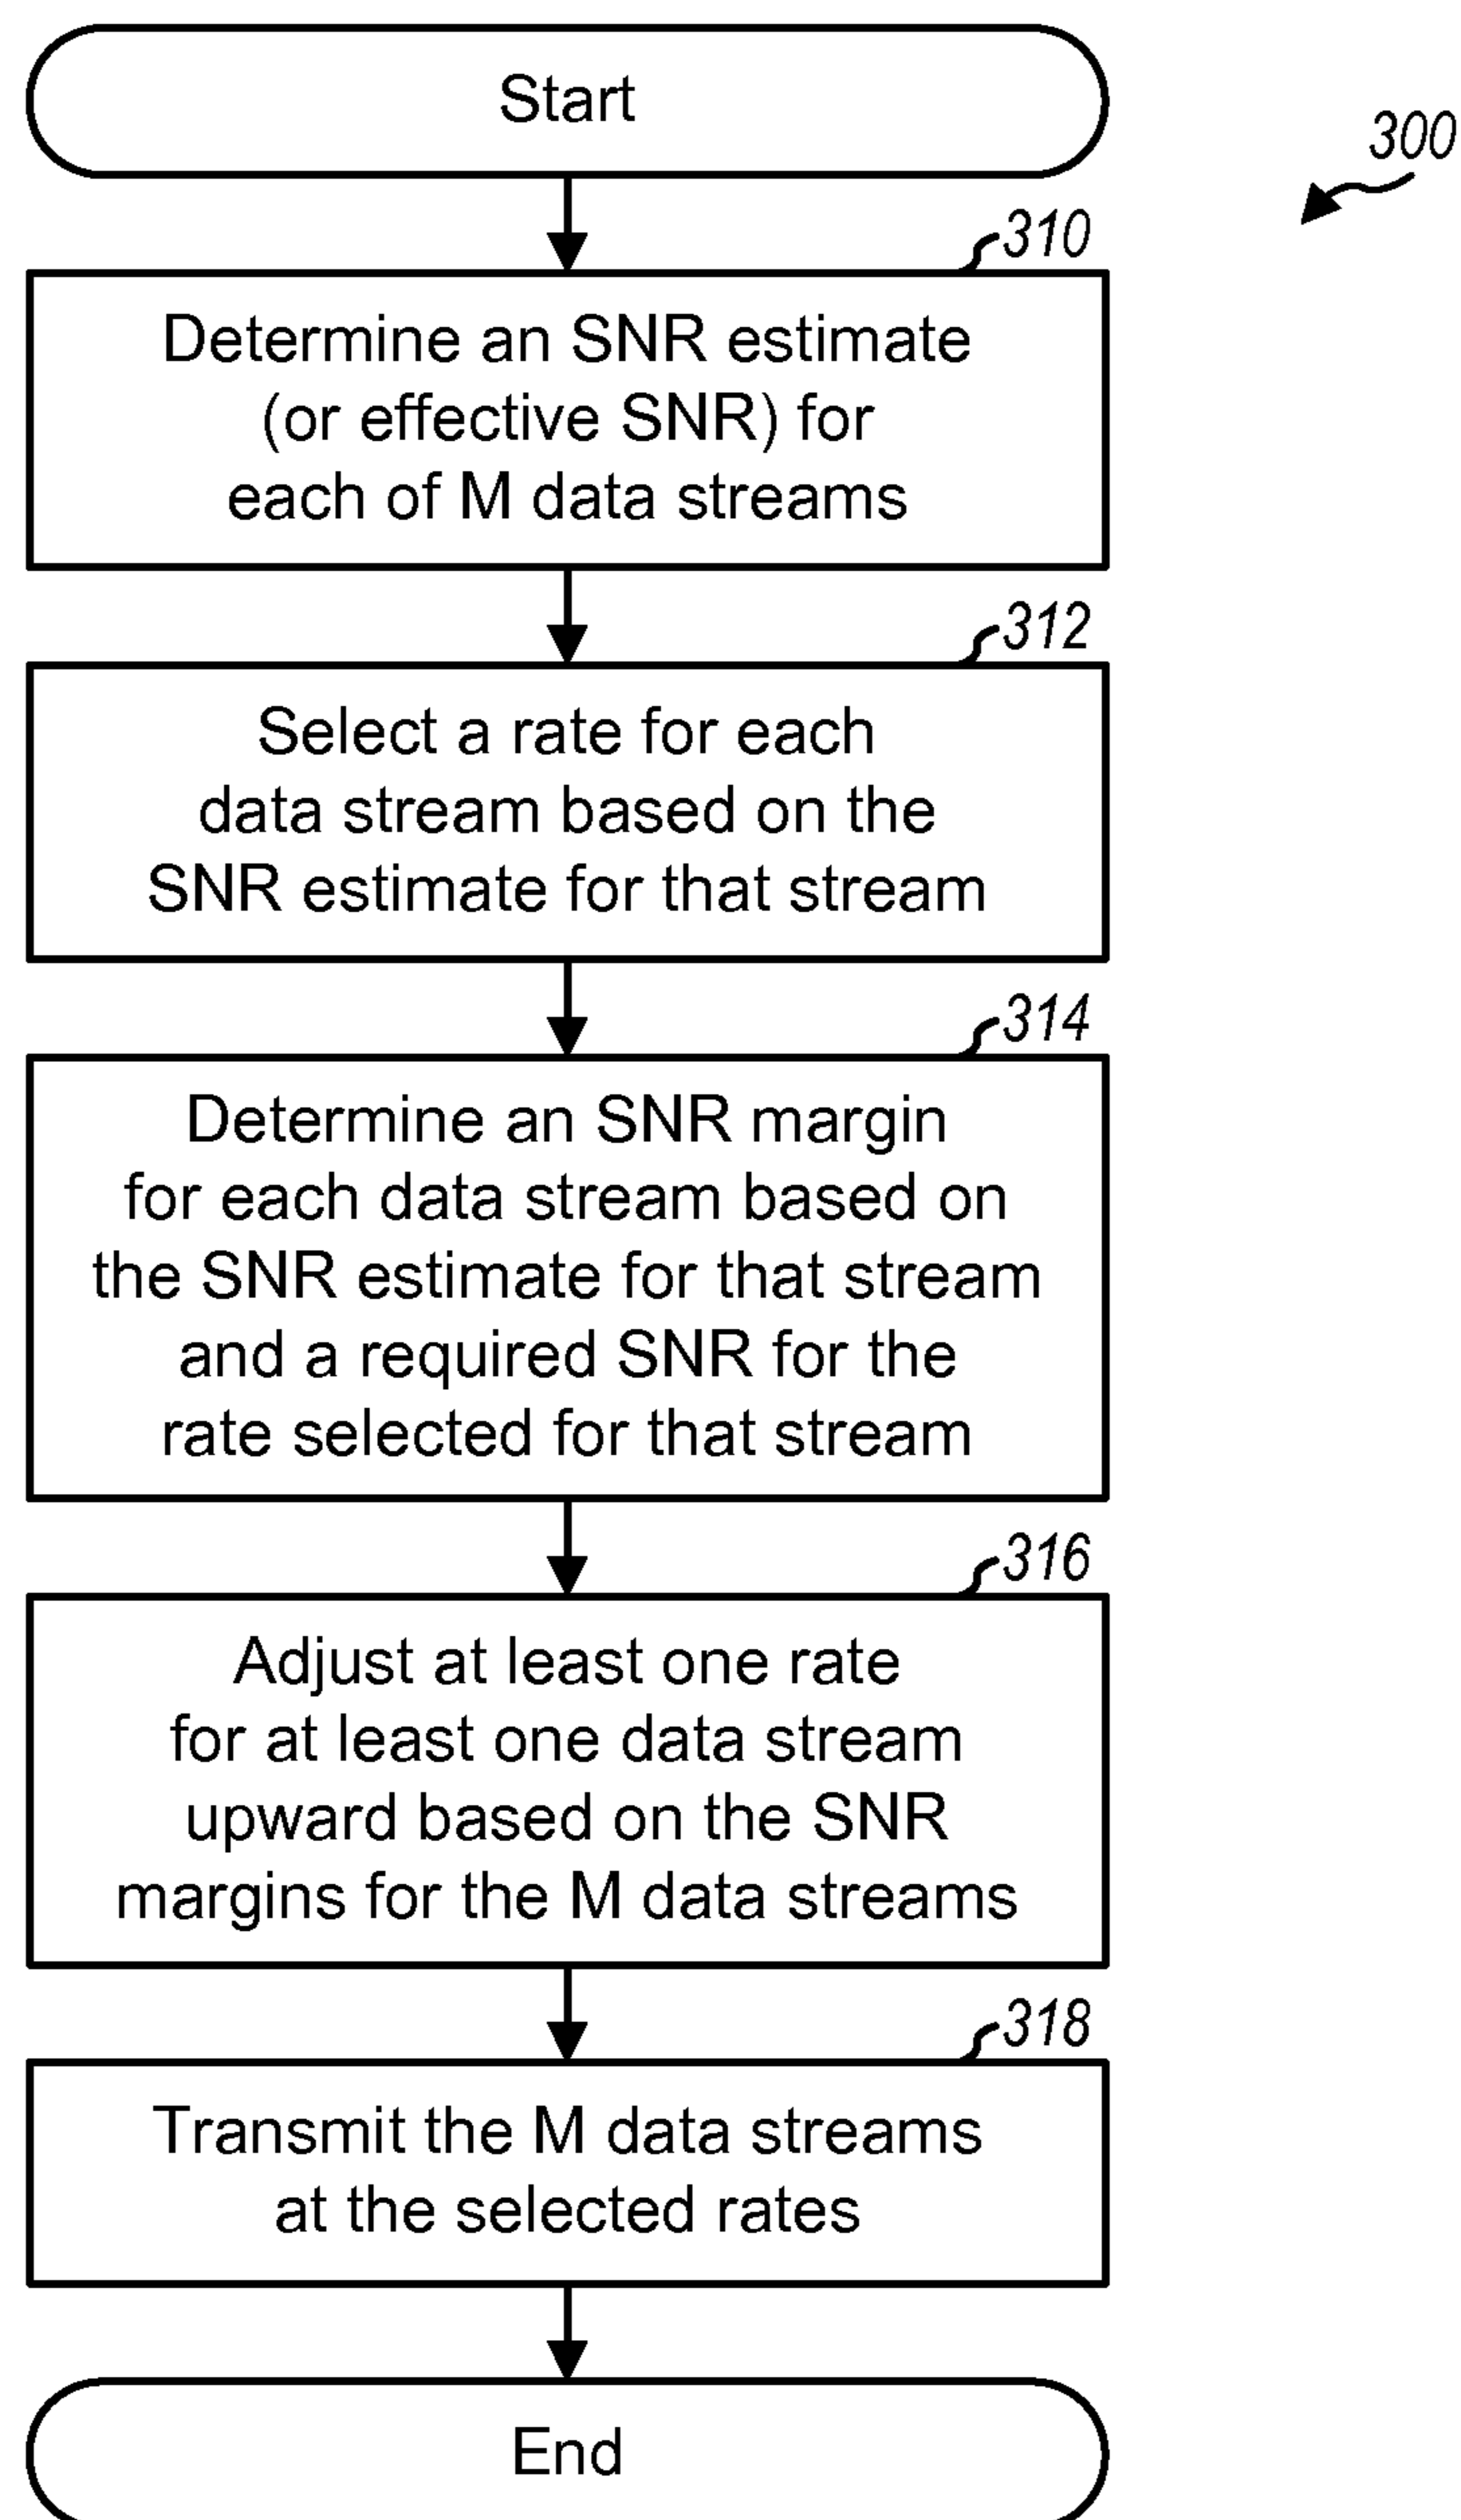 Start
300
310
Determine an SNR estimate
(or effective SNR) for
each of M data streams
312
Select a rate for each
data stream based on the
SNR estimate for that stream
314
Determine an SNR margin
for each data stream based on
the SNR estimate for that stream
and a required SNR for the
rate selected for that stream
316
Adjust at least one rate
for at least one data stream
upward based on the SNR
margins for the M data streams
318
Transmit the M data streams
at the selected rates
End